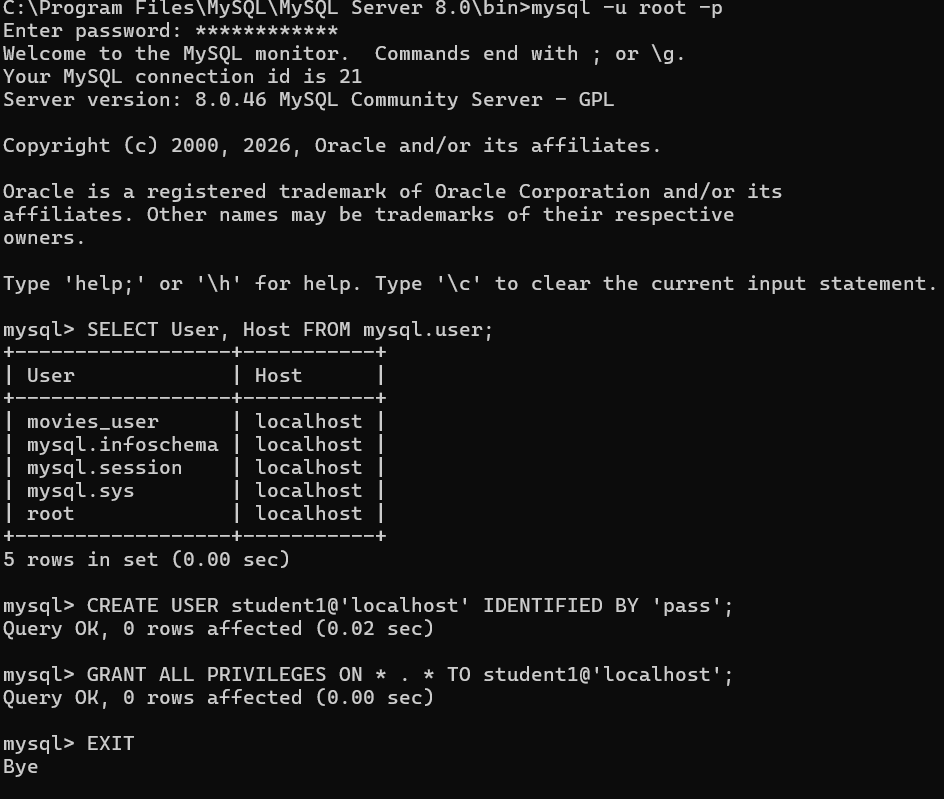 C:\Program Files\MySQL\MySQL Server 8.0\bin>mysql -u root -p
Enter password: ************
Welcome to the MySQL monitor.  Commands end with ; or \g.
Your MySQL connection id is 21
Server version: 8.0.46 MySQL Community Server - GPL

Copyright (c) 2000, 2026, Oracle and/or its affiliates.

Oracle is a registered trademark of Oracle Corporation and/or its
affiliates. Other names may be trademarks of their respective
owners.

Type 'help;' or '\h' for help. Type '\c' to clear the current input statement.

mysql> SELECT User, Host FROM mysql.user;
+------------------+-----------+
| User             | Host      |
+------------------+-----------+
| movies_user      | localhost |
| mysql.infoschema | localhost |
| mysql.session    | localhost |
| mysql.sys        | localhost |
| root             | localhost |
+------------------+-----------+
5 rows in set (0.00 sec)

mysql> CREATE USER student1@'localhost' IDENTIFIED BY 'pass';
Query OK, 0 rows affected (0.02 sec)

mysql> GRANT ALL PRIVILEGES ON * . * TO student1@'localhost';
Query OK, 0 rows affected (0.00 sec)

mysql> EXIT
Bye